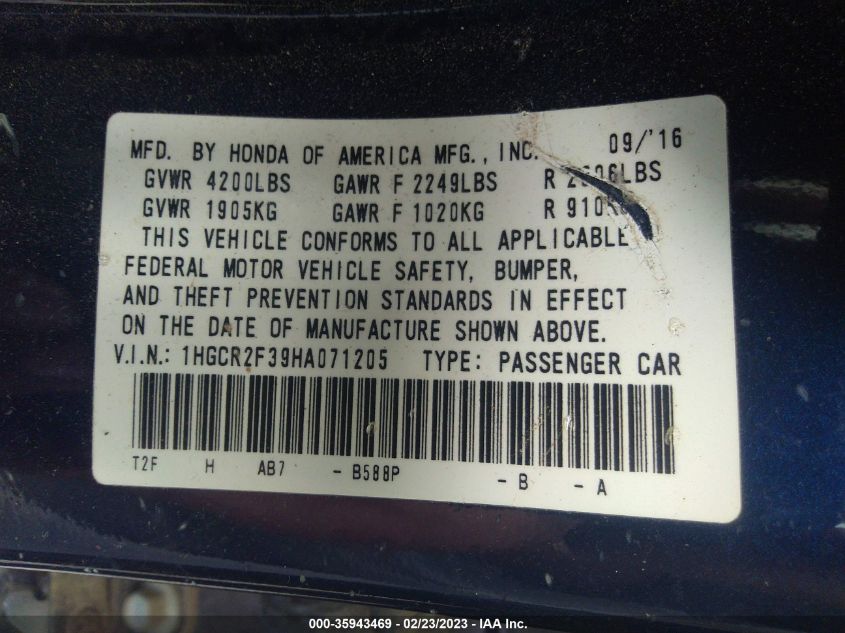 MFD. BY HONDA OF AMERICA MFG., INC. 09/'16
GVWR 4200LBS GAWR F 2249LBS R
GVWR 1905KG GAWR F 1020KG R
THIS VEHICLE CONFORMS TO ALL APPLICABLE
FEDERAL MOTOR VEHICLE SAFETY, BUMPER,
AND THEFT PREVENTION STANDARDS IN EFFECT
ON THE DATE OF MANUFACTURE SHOWN ABOVE.
V.I.N.: 1HGCR2F39HA071205 TYPE: PASSENGER CAR
T2F H AB7 - B588P - B - A
000-35943469 - 02/23/2023 - © IAA Inc.